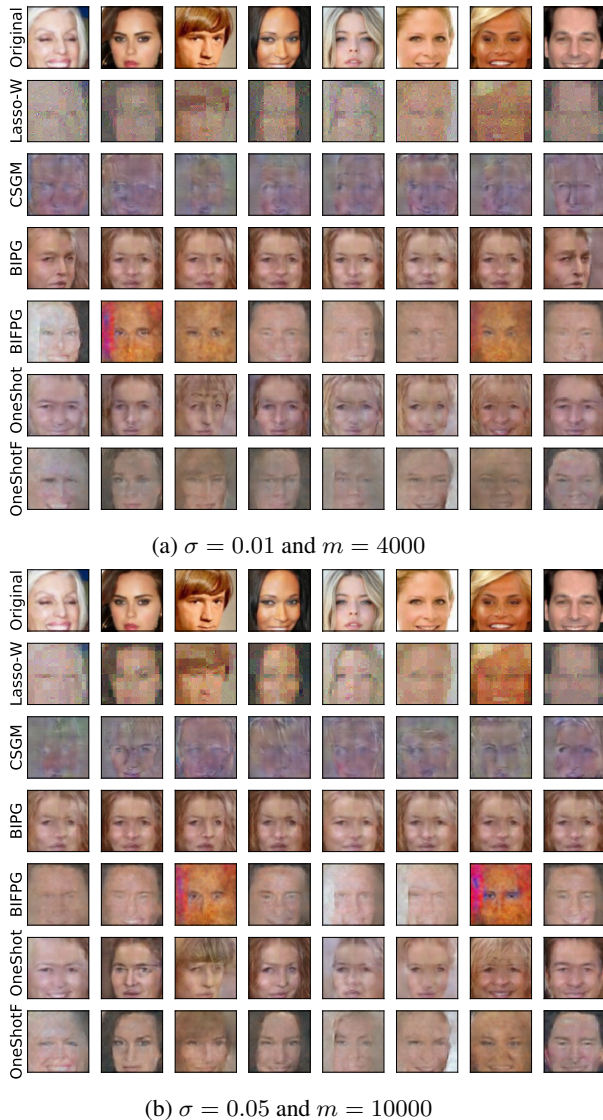 Original
Lasso-W
CSGM
BIPG
BIFPG
OneShot
OneShotF
(a) σ = 0.01 and m = 4000
Original
Lasso-W
CSGM
BIPG
BIFPG
OneShot
OneShotF
(b) σ = 0.05 and m = 10000